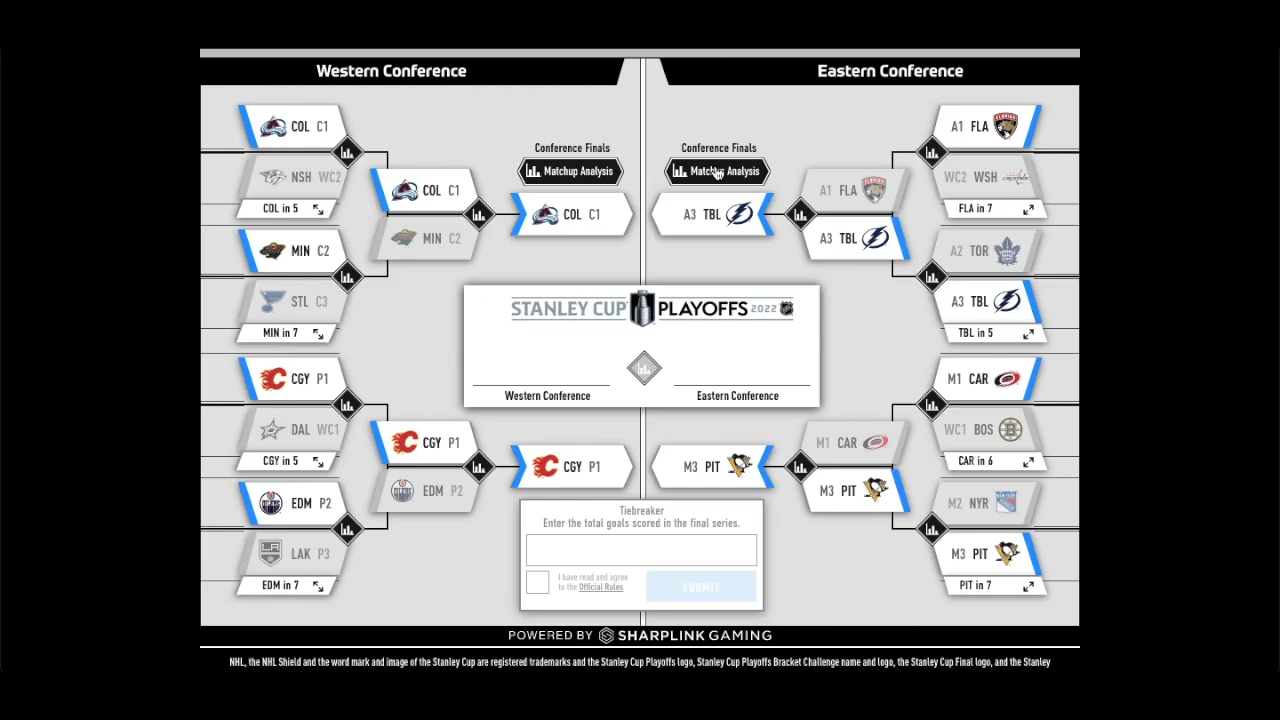 Western Conference
Eastern Conference
COL C1
NSH WC2
COL in 5
MIN C2
STL C3
MIN in 7
CGY P1
DAL WC1
CGY in 5
EDM P2
LAK P3
EDM in 7
COL C1
MIN C2
CGY P1
EDM P2
Conference Finals
Matchup Analysis
COL C1
CGY P1
Conference Finals
Matchup Analysis
A3 TBL
M3 PIT
A1 FLA
A3 TBL
M1 CAR
M3 PIT
A1 FLA
WC2 WSH
FLA in 7
A2 TOR
A3 TBL
TBL in 5
M1 CAR
WC1 BOS
CAR in 6
M2 NYR
M3 PIT
PIT in 7
STANLEY CUP PLAYOFFS 2022
Western Conference
Eastern Conference
Tiebreaker
Enter the total goals scored in the final series.
I have read and agree
to the Official Rules
SUBMIT
POWERED BY SHARPLINK GAMING
NHL, the NHL Shield and the word mark and image of the Stanley Cup are registered trademarks and the Stanley Cup Playoffs logo, Stanley Cup Playoffs Bracket Challenge name and logo, the Stanley Cup Final logo, and the Stanley